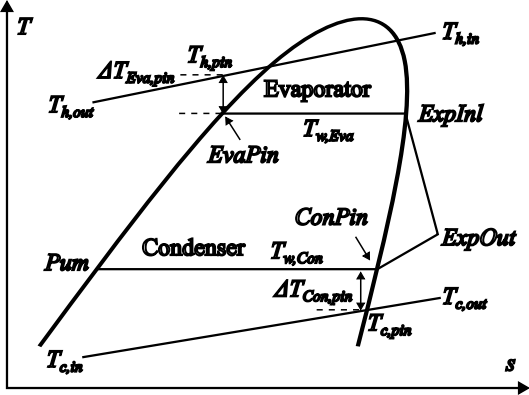 T
T_h,in
T_h,pin
ΔT_Eva,pin
Evaporator
T_h,out
ExpInl
T_w,Eva
EvaPin
ConPin
ExpOut
Condenser
T_w,Con
Pum
ΔT_Con,pin
T_c,out
T_c,pin
T_c,in
s